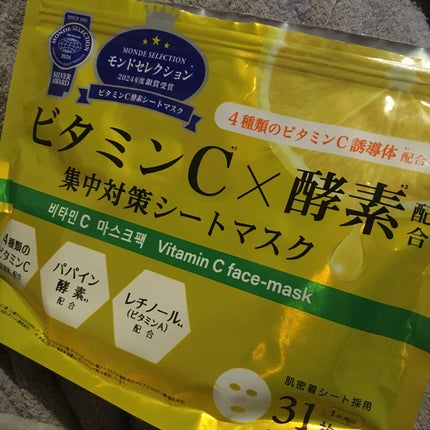 SINCE 1961
MONDE SELECTION
2024
SILVER
AWARD
MONDE SELECTION
モンドセレクション
2024年度銀賞受賞
ビタミンC酵素シートマスク
4種類のビタミンC誘導体配合
ビタミンC×酵素配合
集中対策シートマスク
비타민 C 마스크팩 Vitamin C face-mask
4種類の
ビタミンC
パパイン
酵素
配合
レチノール
(ビタミンA)
配合
肌密着シート採用
31